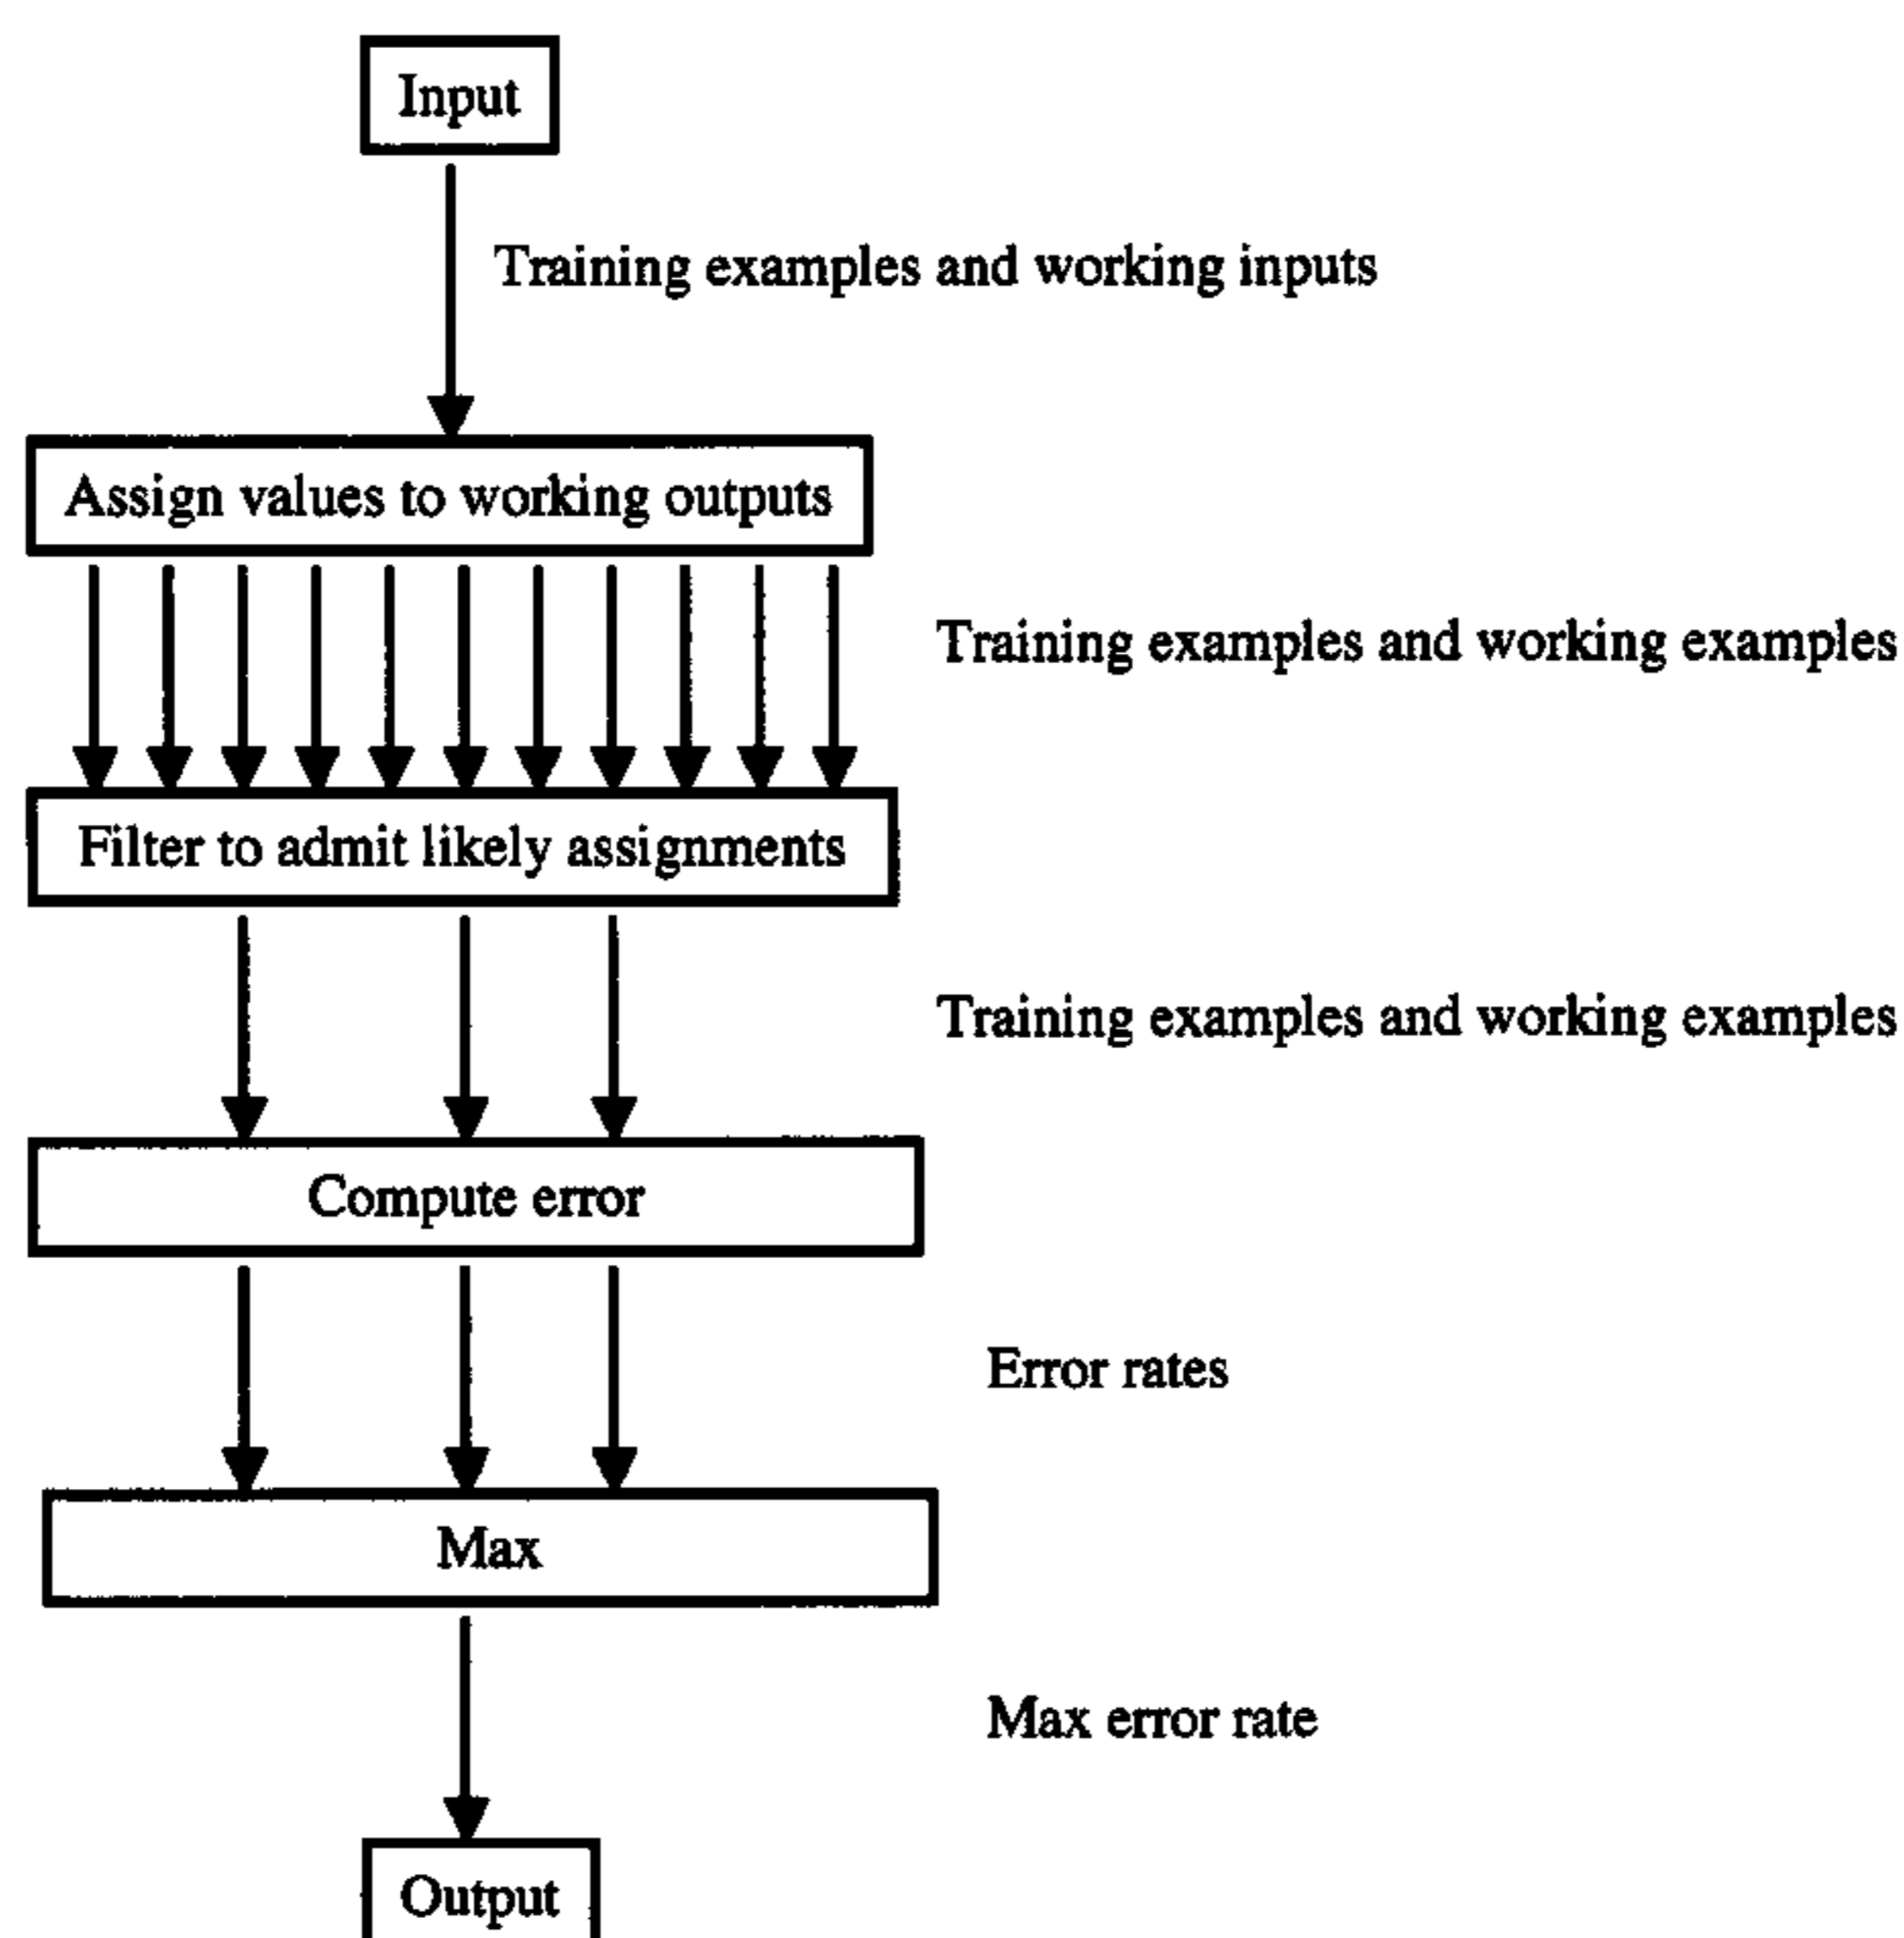 Input
Training examples and working inputs
Assign values to working outputs
Training examples and working examples
Filter to admit likely assignments
Training examples and working examples
Compute error
Error rates
Max
Max error rate
Output